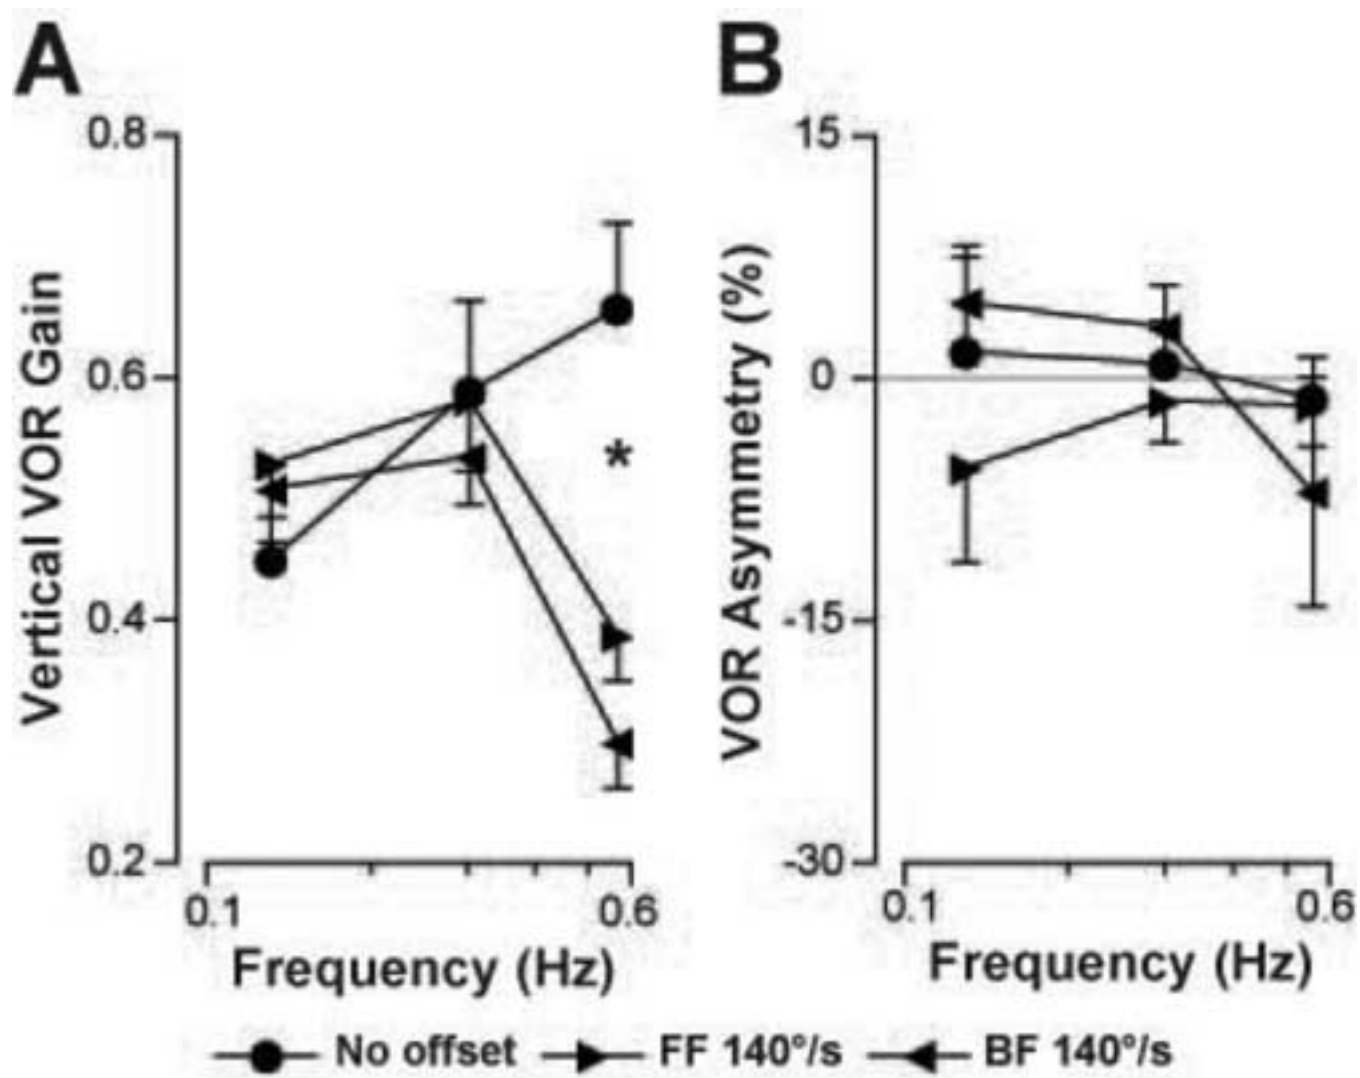 A
B
0.8
0.6
0.4
0.2
Vertical VOR Gain
*
0.1
0.6
Frequency (Hz)
15
0
-15
-30
VOR Asymmetry (%)
0.1
0.6
Frequency (Hz)
No offset FF 140°/s BF 140°/s